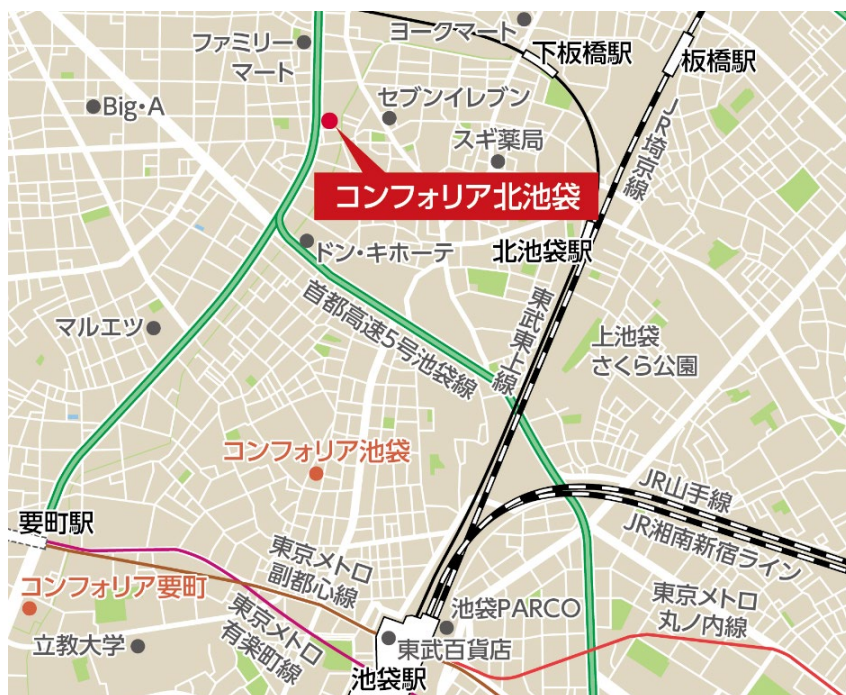 ヨークマート
ファミリー
マート
下板橋駅
板橋駅
Big・A
セブンイレブン
スギ薬局
JR埼京線
コンフォリア北池袋
北池袋駅
ドン・キホーテ
首都高速5号池袋線
東武東上線
マルエツ
上池袋
さくら公園
コンフォリア池袋
JR山手線
JR湘南新宿ライン
要町駅
東京メトロ
副都心線
コンフォリア要町
東京メトロ
有楽町線
池袋PARCO
東京メトロ
丸ノ内線
立教大学
東武百貨店
池袋駅